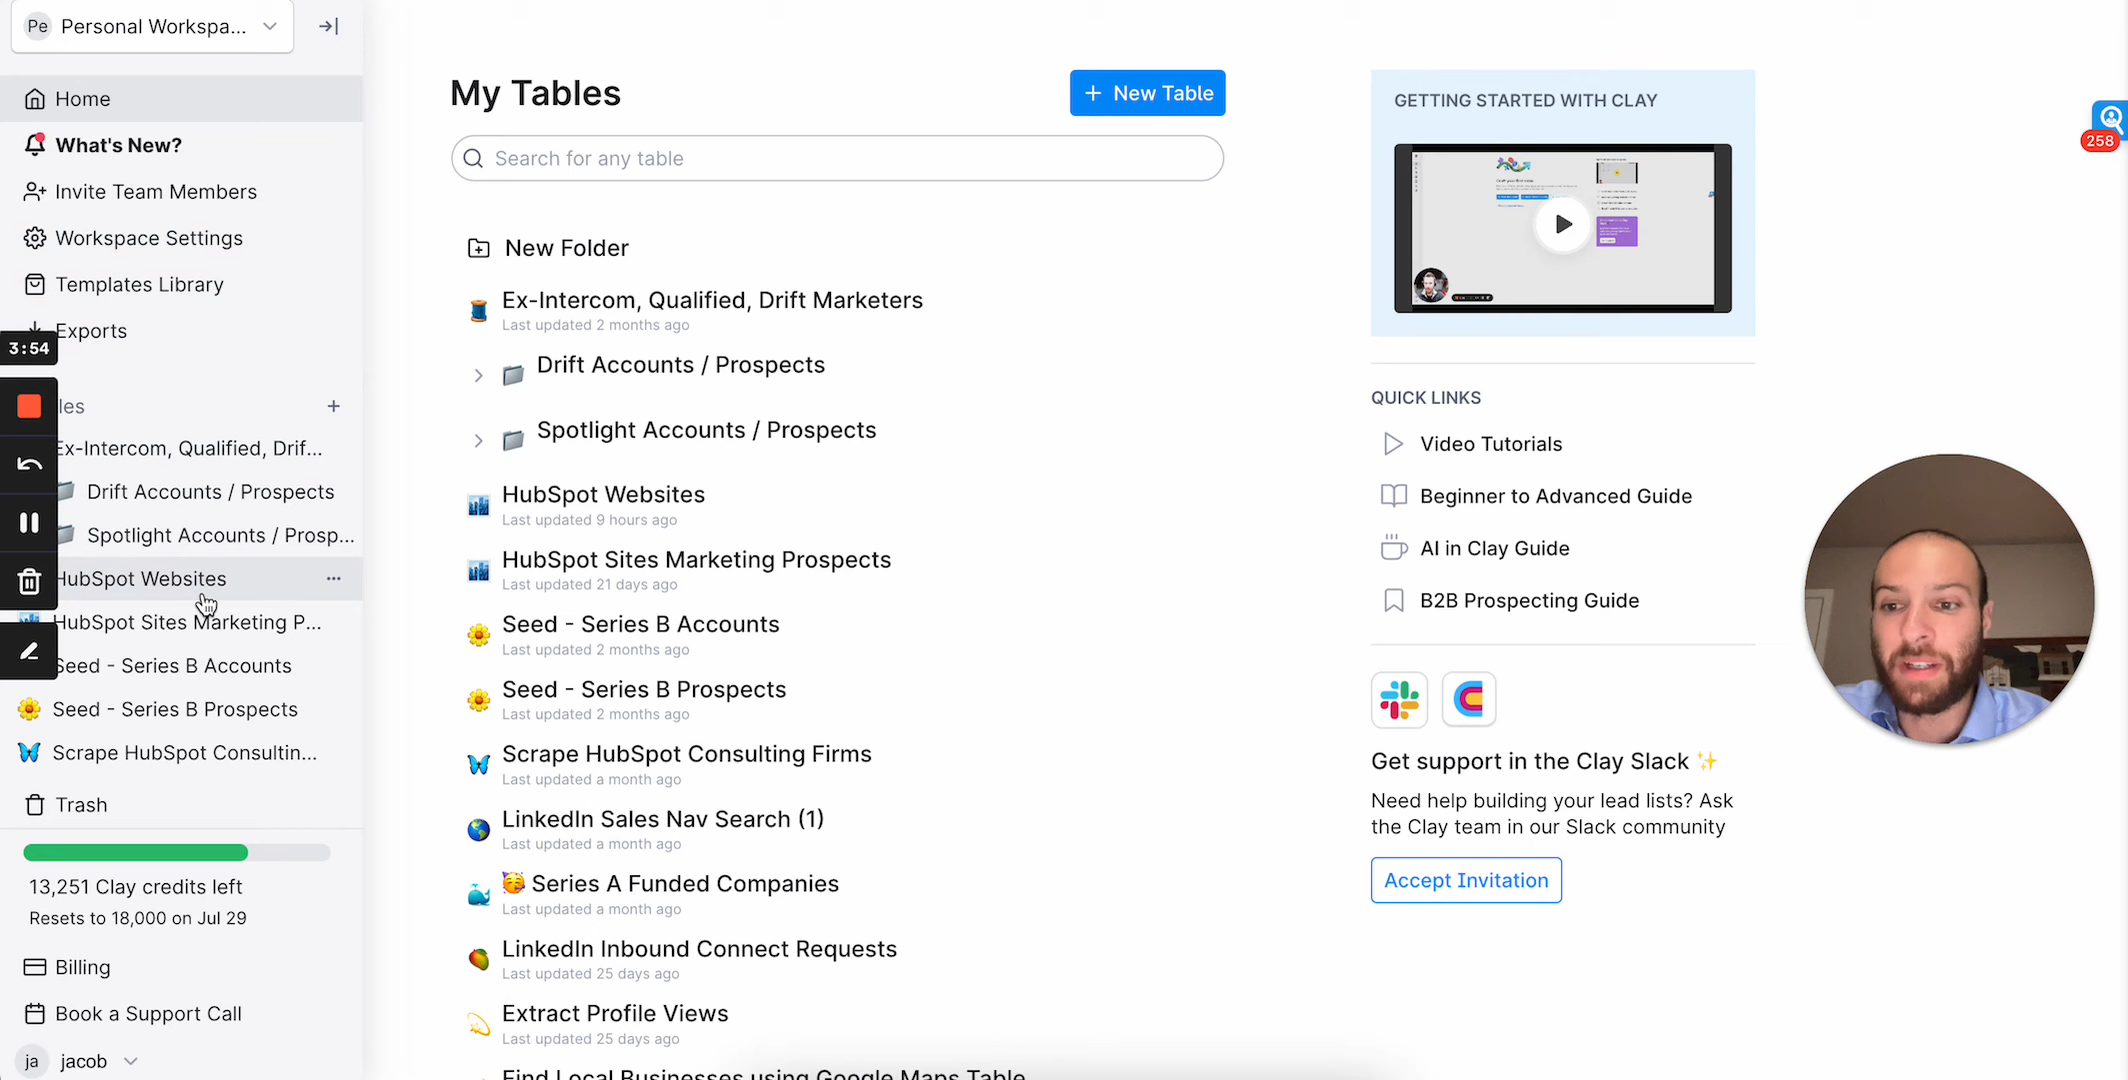 Pe Personal Workspa...
Home
What's New?
Invite Team Members
Workspace Settings
Templates Library
Exports
3:54
les
Ex-Intercom, Qualified, Drif...
Drift Accounts / Prospects
Spotlight Accounts / Prosp...
HubSpot Websites
HubSpot Sites Marketing P...
Seed - Series B Accounts
Seed - Series B Prospects
Scrape HubSpot Consultin...
Trash
13,251 Clay credits left
Resets to 18,000 on Jul 29
Billing
Book a Support Call
ja jacob
My Tables
+ New Table
Search for any table
New Folder
Ex-Intercom, Qualified, Drift Marketers
Last updated 2 months ago
Drift Accounts / Prospects
Spotlight Accounts / Prospects
HubSpot Websites
Last updated 9 hours ago
HubSpot Sites Marketing Prospects
Last updated 21 days ago
Seed - Series B Accounts
Last updated 2 months ago
Seed - Series B Prospects
Last updated 2 months ago
Scrape HubSpot Consulting Firms
Last updated a month ago
LinkedIn Sales Nav Search (1)
Last updated a month ago
🥳 Series A Funded Companies
Last updated a month ago
LinkedIn Inbound Connect Requests
Last updated 25 days ago
Extract Profile Views
Last updated 25 days ago
Find Local Businesses using Google Maps Table
GETTING STARTED WITH CLAY
QUICK LINKS
Video Tutorials
Beginner to Advanced Guide
AI in Clay Guide
B2B Prospecting Guide
Get support in the Clay Slack ✨
Need help building your lead lists? Ask
the Clay team in our Slack community
Accept Invitation
258